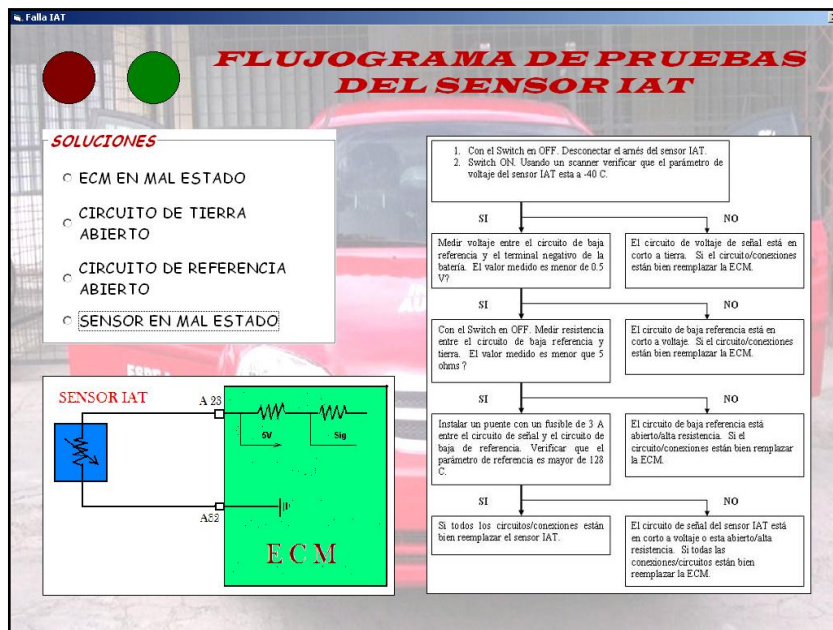 Falla IAT
FLUJOGRAMA DE PRUEBAS
DEL SENSOR IAT
SOLUCIONES
ECM EN MAL ESTADO
CIRCUITO DE TIERRA
ABIERTO
CIRCUITO DE REFERENCIA
ABIERTO
SENSOR EN MAL ESTADO
SENSOR IAT
A 23
5V
Sig
A32
E C M
1. Con el Switch en OFF. Desconectar el arnés del sensor IAT.
2. Switch ON. Usando un scanner verificar que el parámetro de
voltaje del sensor IAT esta a -40 C.
SI
NO
Medir voltaje entre el circuito de baja
referencia y el terminal negativo de la
batería. El valor medido es menor de 0.5
V?
El circuito de voltaje de señal está en
corto a tierra. Si el circuito/conexiones
están bien reemplazar la ECM.
SI
NO
Con el Switch en OFF. Medir resistencia
entre el circuito de baja referencia y
tierra. El valor medido es menor que 5
ohms ?
El circuito de baja referencia está en
corto a voltaje. Si el circuito/conexiones
están bien reemplazar la ECM.
SI
NO
Instalar un puente con un fusible de 3 A
entre el circuito de señal y el circuito de
baja de referencia. Verificar que el
parámetro de referencia es mayor de 128
C.
El circuito de baja referencia está
abierto/alta resistencia. Si el
circuito/conexiones están bien remplazar
la ECM.
SI
NO
Si todos los circuitos/conexiones están
bien reemplazar el sensor IAT.
El circuito de señal del sensor IAT está
en corto a voltaje o esta abierto/alta
resistencia. Si todas las
conexiones/circuitos están bien
reemplazar la ECM.